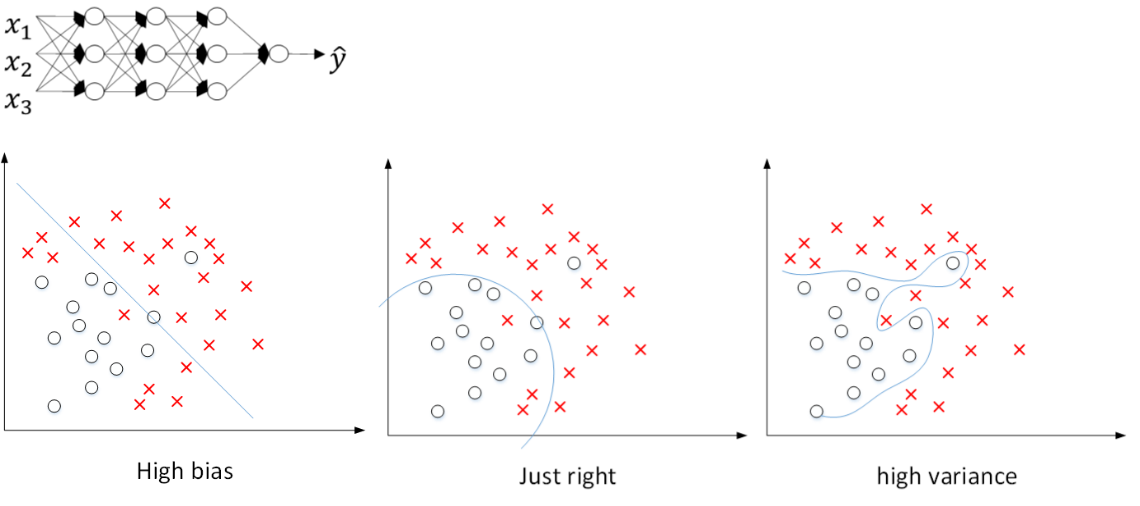 x₁
x₂
x₃
ŷ
High bias
Just right
high variance